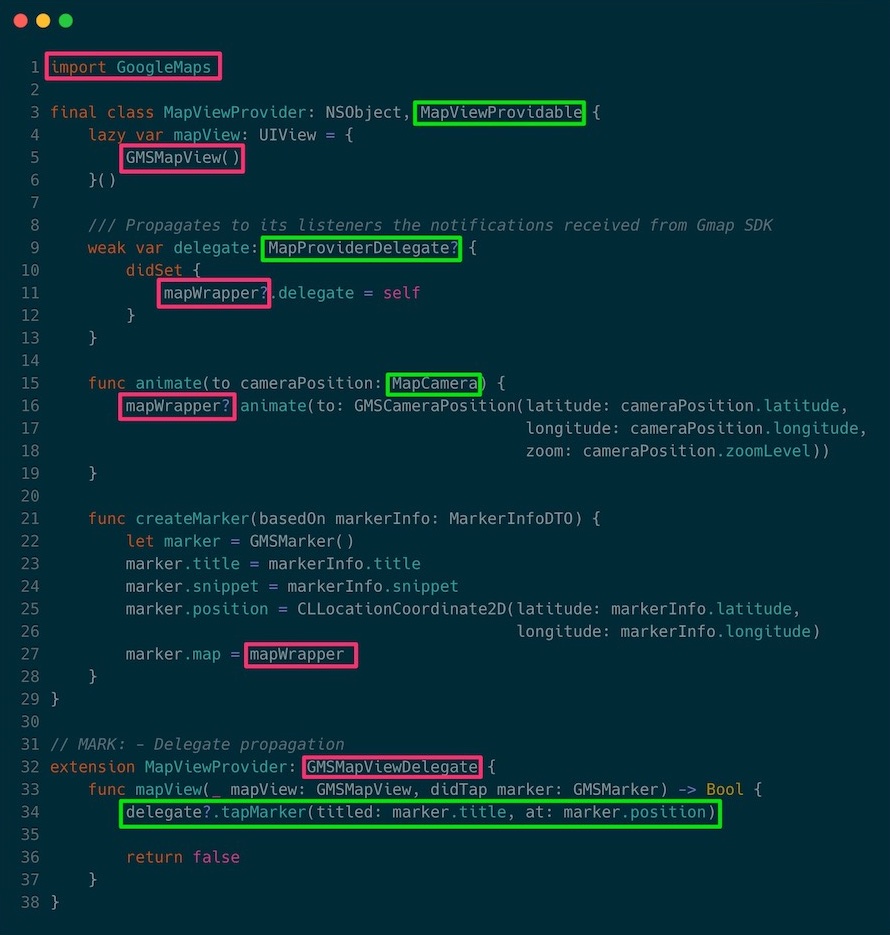 1 import GoogleMaps
2
3 final class MapViewProvider: NSObject, MapViewProvidable {
4     lazy var mapView: UIView = {
5         GMSMapView()
6     }()
7
8     /// Propagates to its listeners the notifications received from Gmap SDK
9     weak var delegate: MapProviderDelegate? {
10         didSet {
11             mapWrapper?.delegate = self
12         }
13     }
14
15     func animate(to cameraPosition: MapCamera) {
16         mapWrapper?.animate(to: GMSCameraPosition(latitude: cameraPosition.latitude,
17                                                   longitude: cameraPosition.longitude,
18                                                   zoom: cameraPosition.zoomLevel))
19     }
20
21     func createMarker(basedOn markerInfo: MarkerInfoDTO) {
22         let marker = GMSMarker()
23         marker.title = markerInfo.title
24         marker.snippet = markerInfo.snippet
25         marker.position = CLLocationCoordinate2D(latitude: markerInfo.latitude,
26                                                  longitude: markerInfo.longitude)
27         marker.map = mapWrapper
28     }
29 }
30
31 // MARK: - Delegate propagation
32 extension MapViewProvider: GMSMapViewDelegate {
33     func mapView(_ mapView: GMSMapView, didTap marker: GMSMarker) -> Bool {
34         delegate?.tapMarker(titled: marker.title, at: marker.position)
35
36         return false
37     }
38 }